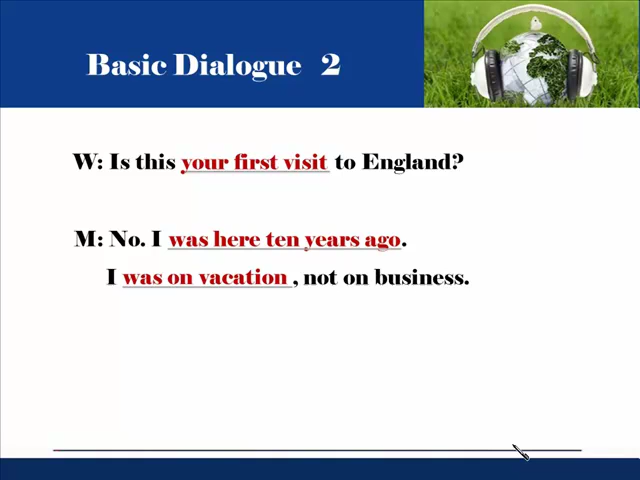 Basic Dialogue 2
W: Is this your first visit to England?
M: No. I was here ten years ago.
I was on vacation, not on business.